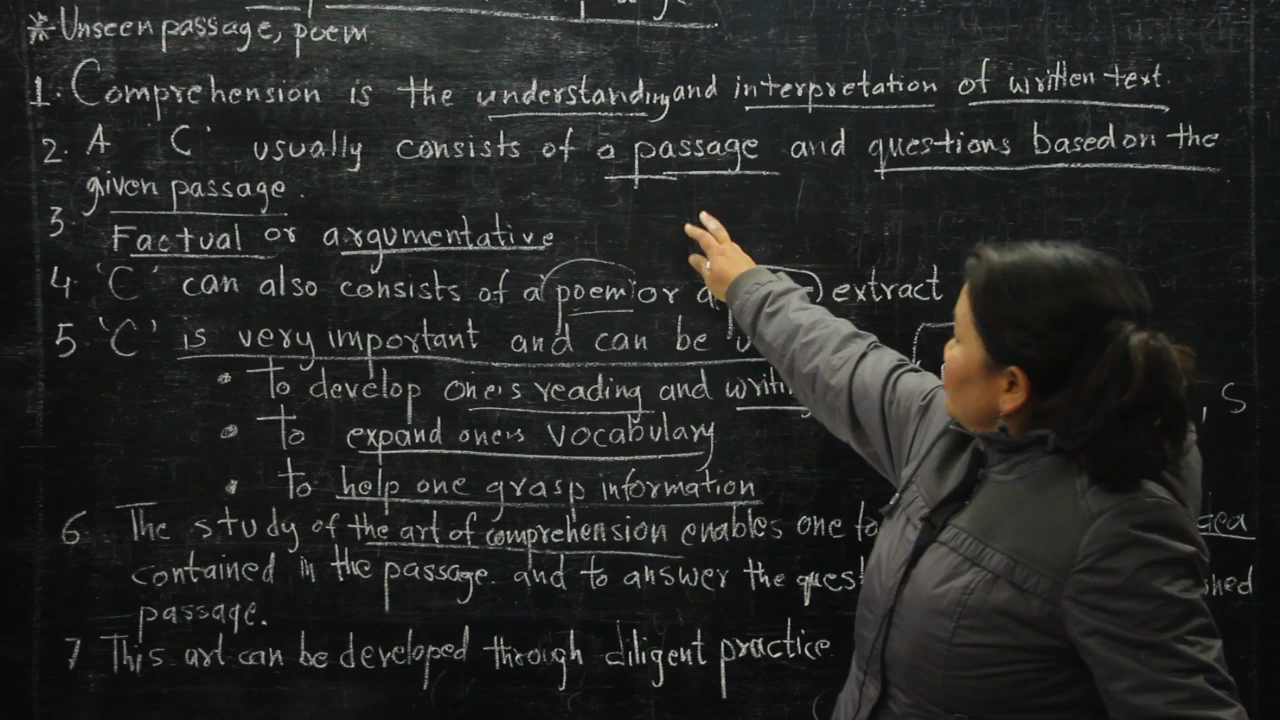 * Unseen passage, poem
1. Comprehension is the understanding and interpretation of written text.
2. A 'C' usually consists of a passage and questions based on the
given passage.
3. Factual or argumentative
4 'C' can also consists of a poem or a extract
5 'C' is very important and can be
• To develop one's reading and
• To expand one's vocabulary
• To help one grasp information
6 The study of the art of comprehension enables one to
contained in the passage. and to answer the
passage.
7 This art can be developed through diligent practice